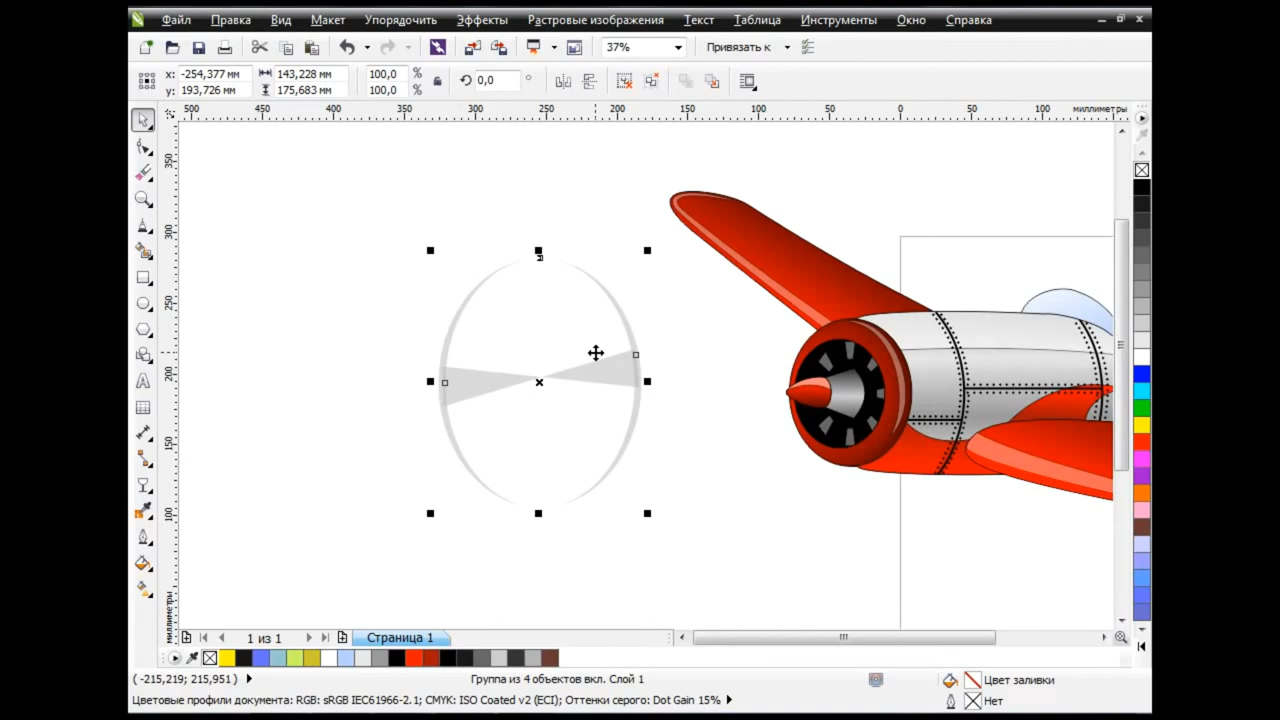 Файл Правка Вид Макет Упорядочить Эффекты Растровые изображения Текст Таблица Инструменты Окно Справка
37% Привязать к
x: -254,377 мм 143,228 мм 100,0 % 0,0 °
y: 193,726 мм 175,683 мм 100,0 %
500 450 400 350 300 250 200 150 100 50 0 50 100 миллиметры
350
300
250
200
150
100
миллиметры
1 из 1 Страница 1
( -215,219; 215,951) Группа из 4 объектов вкл. Слой 1 Цвет заливки
Цветовые профили документа: RGB: sRGB IEC61966-2.1; CMYK: ISO Coated v2 (ECI); Оттенки серого: Dot Gain 15% Нет